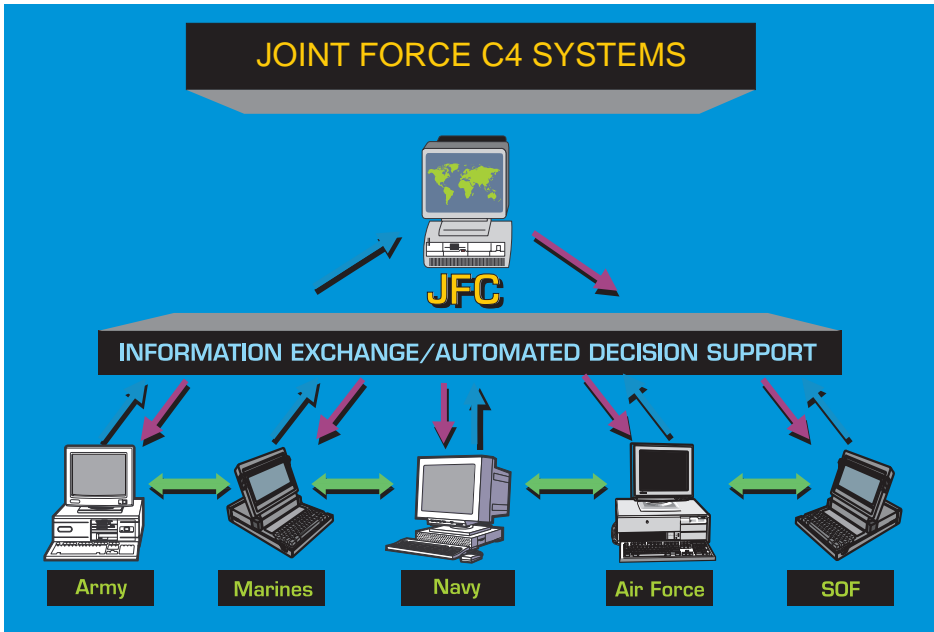 JOINT FORCE C4 SYSTEMS
JFC
INFORMATION EXCHANGE/AUTOMATED DECISION SUPPORT
Army
Marines
Navy
Air Force
SOF